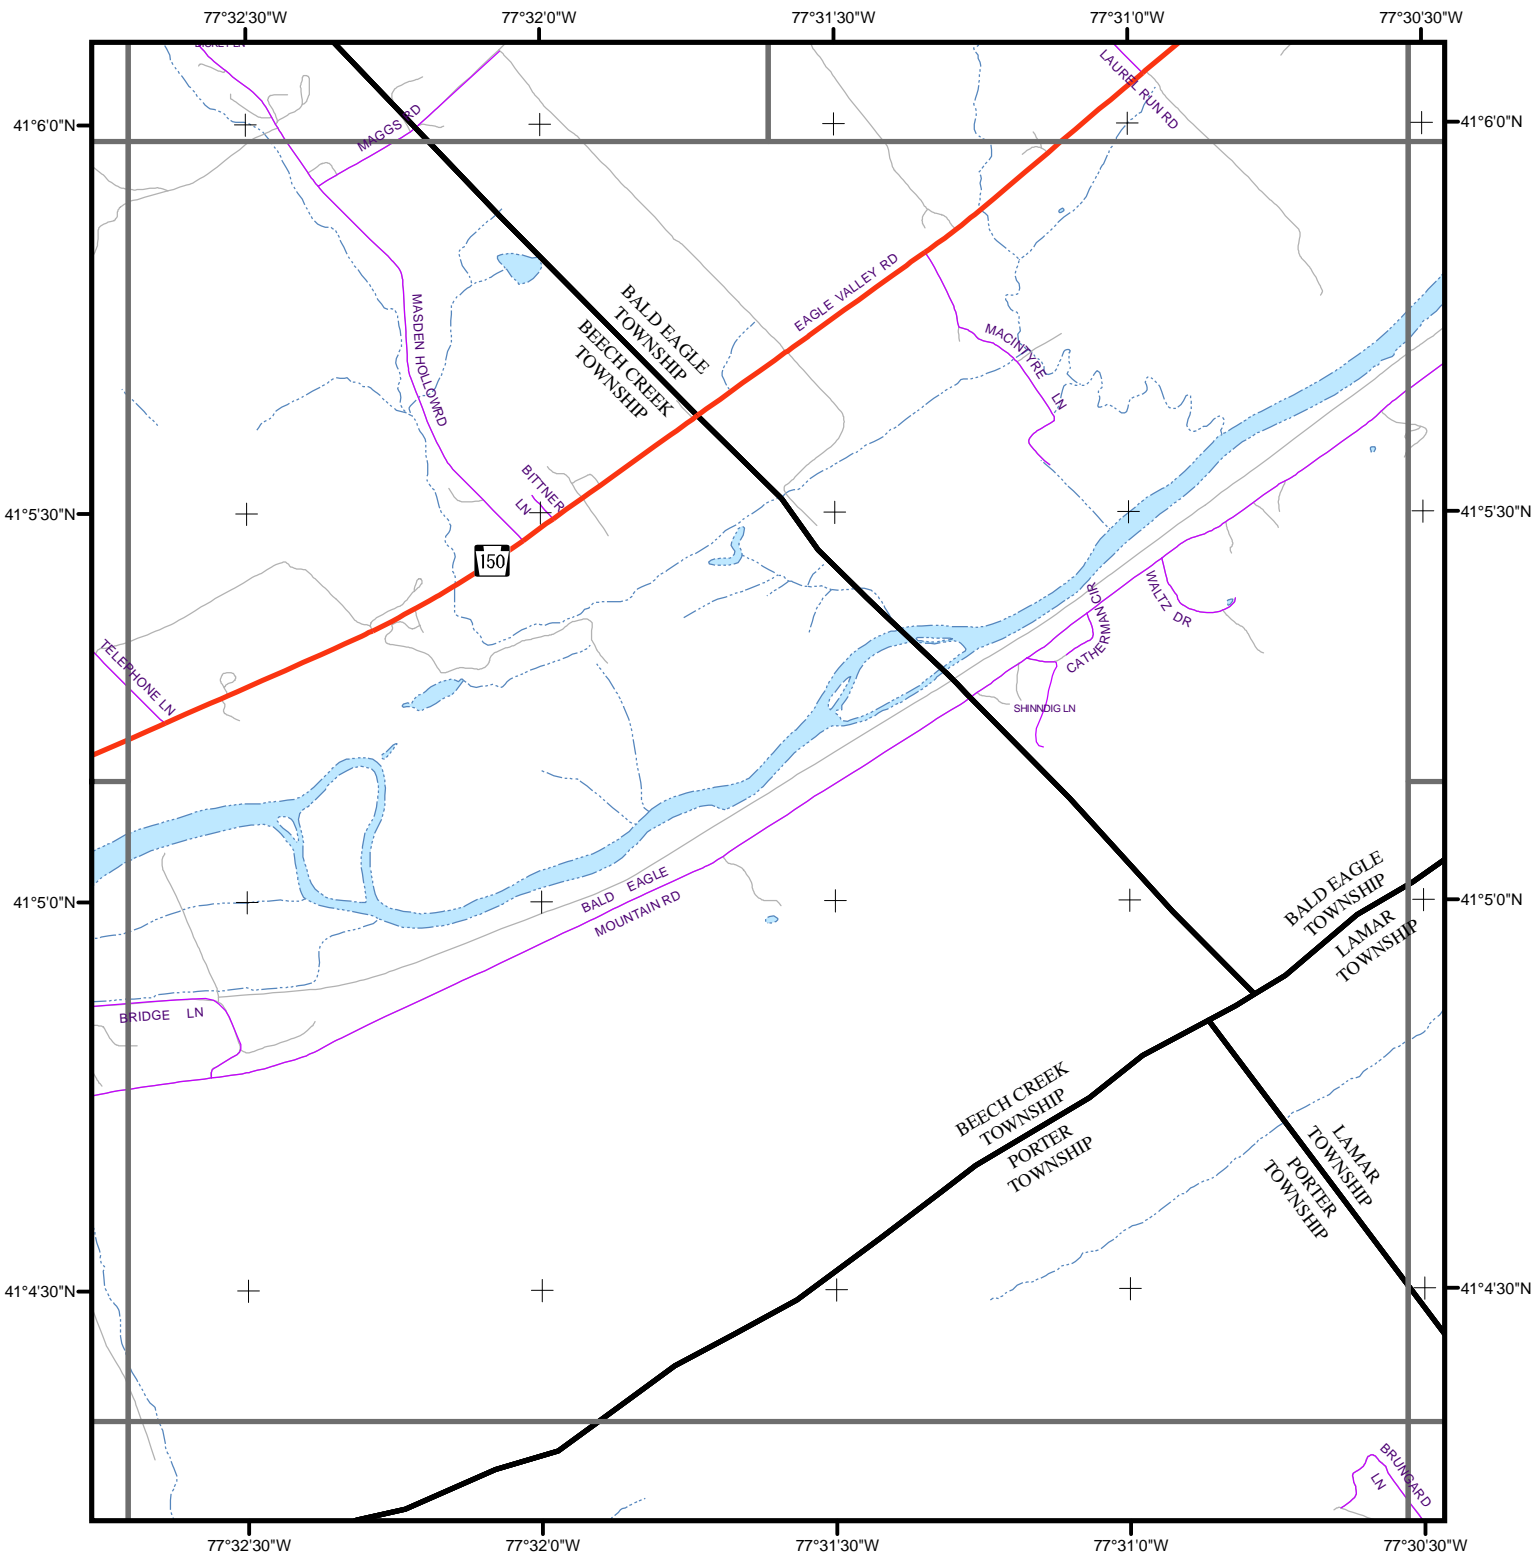 77°32'30"W
77°32'0"W
77°31'30"W
77°31'0"W
77°30'30"W
41°6'0"N
41°6'0"N
LAUREL RUN RD
MAGGS RD
EAGLE VALLEY RD
MASDEN HOLLOW RD
BALD EAGLE
TOWNSHIP
BEECH CREEK
TOWNSHIP
MACINTYRE
LN
BITTNER
LN
41°5'30"N
41°5'30"N
150
WALTZ DR
CATHERMAN CIR
TELEPHONE LN
SHINNDIG LN
BALD EAGLE
MOUNTAIN RD
BALD EAGLE
TOWNSHIP
LAMAR
TOWNSHIP
41°5'0"N
41°5'0"N
BRIDGE LN
BEECH CREEK
TOWNSHIP
PORTER
TOWNSHIP
LAMAR
TOWNSHIP
PORTER
TOWNSHIP
41°4'30"N
41°4'30"N
BRUNGARD
LN
77°32'30"W
77°32'0"W
77°31'30"W
77°31'0"W
77°30'30"W